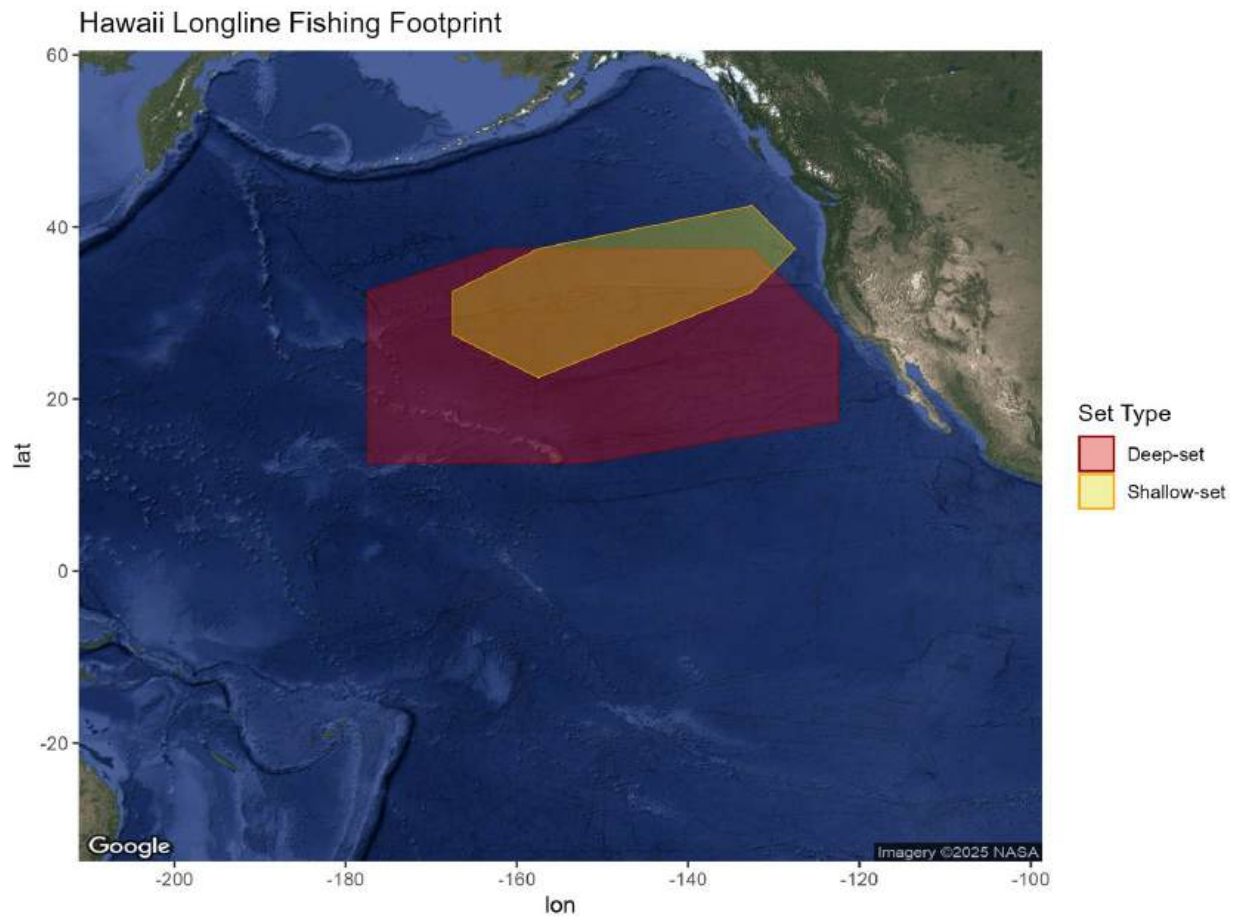 Hawaii Longline Fishing Footprint
60
40
20
0
-20
lat
-200
-180
-160
-140
-120
-100
lon
Set Type
Deep-set
Shallow-set
Google
Imagery ©2025 NASA